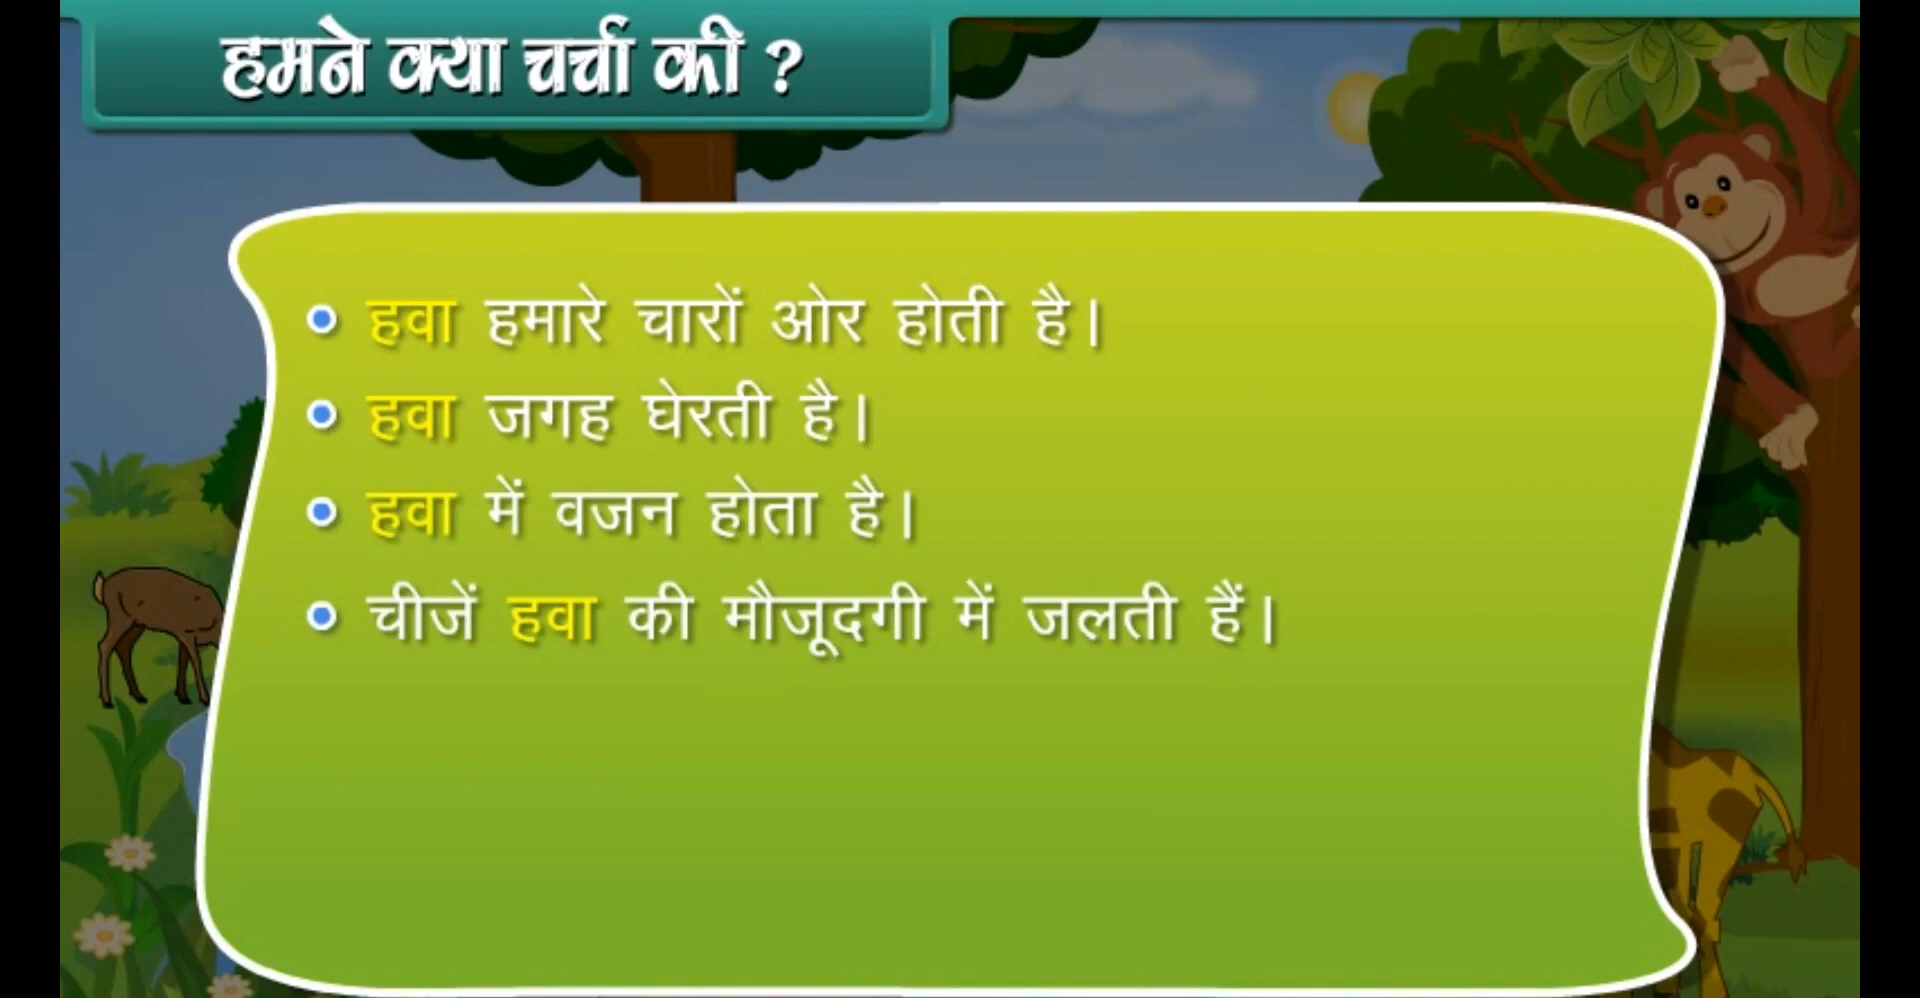 हमने क्या चर्चा की ?
• हवा हमारे चारों ओर होती है।
• हवा जगह घेरती है।
• हवा में वजन होता है।
• चीजें हवा की मौजूदगी में जलती हैं।